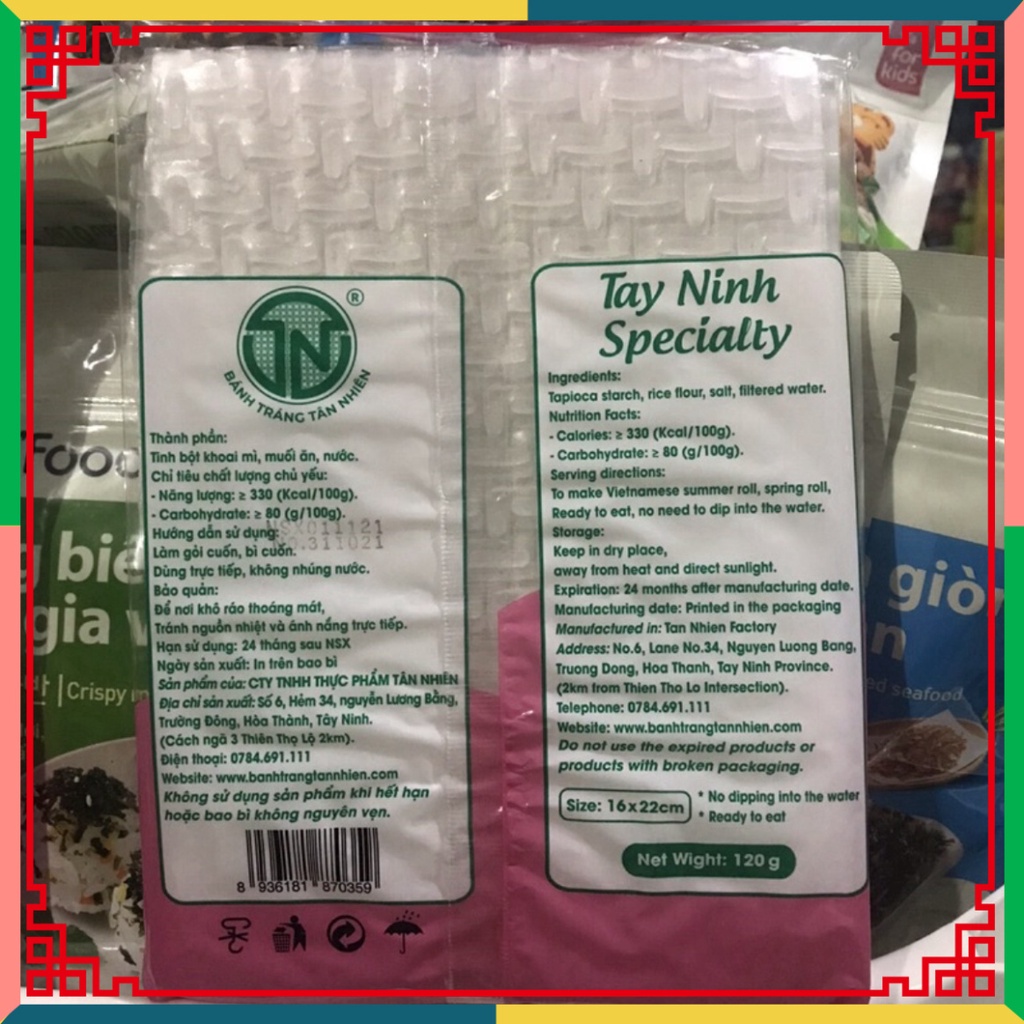 for
kids
TN ®
BÁNH TRÁNG TÂN NHIÊN
Thành phần:
Tinh bột khoai mì, muối ăn, nước.
Chỉ tiêu chất lượng chủ yếu:
- Năng lượng: ≥ 330 (Kcal/100g).
- Carbohydrate: ≥ 80 (g/100g).
NSX011121
Hướng dẫn sử dụng:
NO.311021
Làm gỏi cuốn, bì cuốn.
Dùng trực tiếp, không nhúng nước.
Bảo quản:
Để nơi khô ráo thoáng mát,
Tránh nguồn nhiệt và ánh nắng trực tiếp.
Hạn sử dụng: 24 tháng sau NSX
Ngày sản xuất: In trên bao bì
Sản phẩm của: CTY TNHH THỰC PHẨM TÂN NHIÊN
Địa chỉ sản xuất: Số 6, Hẻm 34, nguyễn Lương Bằng,
Trường Đông, Hòa Thành, Tây Ninh.
(Cách ngã 3 Thiên Thọ Lộ 2km).
Điện thoại: 0784.691.111
Website: www.banhtrangtannhien.com
Không sử dụng sản phẩm khi hết hạn
hoặc bao bì không nguyên vẹn.
8 936181 870359
Tay Ninh
Specialty
Ingredients:
Tapioca starch, rice flour, salt, filtered water.
Nutrition Facts:
- Calories: ≥ 330 (Kcal/100g).
- Carbohydrate: ≥ 80 (g/100g).
Serving directions:
To make Vietnamese summer roll, spring roll,
Ready to eat, no need to dip into the water.
Storage:
Keep in dry place,
away from heat and direct sunlight.
Expiration: 24 months after manufacturing date.
Manufacturing date: Printed in the packaging
Manufactured in: Tan Nhien Factory
Address: No.6, Lane No.34, Nguyen Luong Bang,
Truong Dong, Hoa Thanh, Tay Ninh Province.
(2km from Thien Tho Lo Intersection).
Telephone: 0784.691.111
Website: www.banhtrangtannhien.com
Do not use the expired products or
products with broken packaging.
Size: 16x22cm
* No dipping into the water
* Ready to eat
Net Wight: 120 g
gia
Crispy
giò
seafood